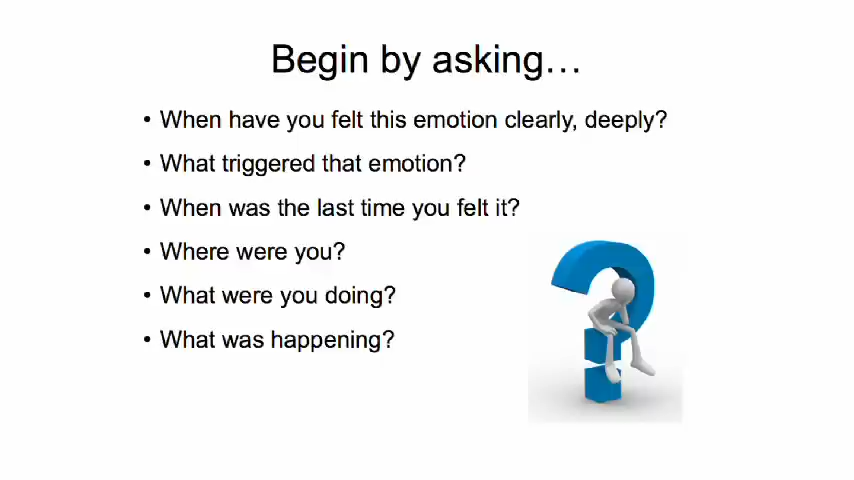 Begin by asking…
• When have you felt this emotion clearly, deeply?
• What triggered that emotion?
• When was the last time you felt it?
• Where were you?
• What were you doing?
• What was happening?